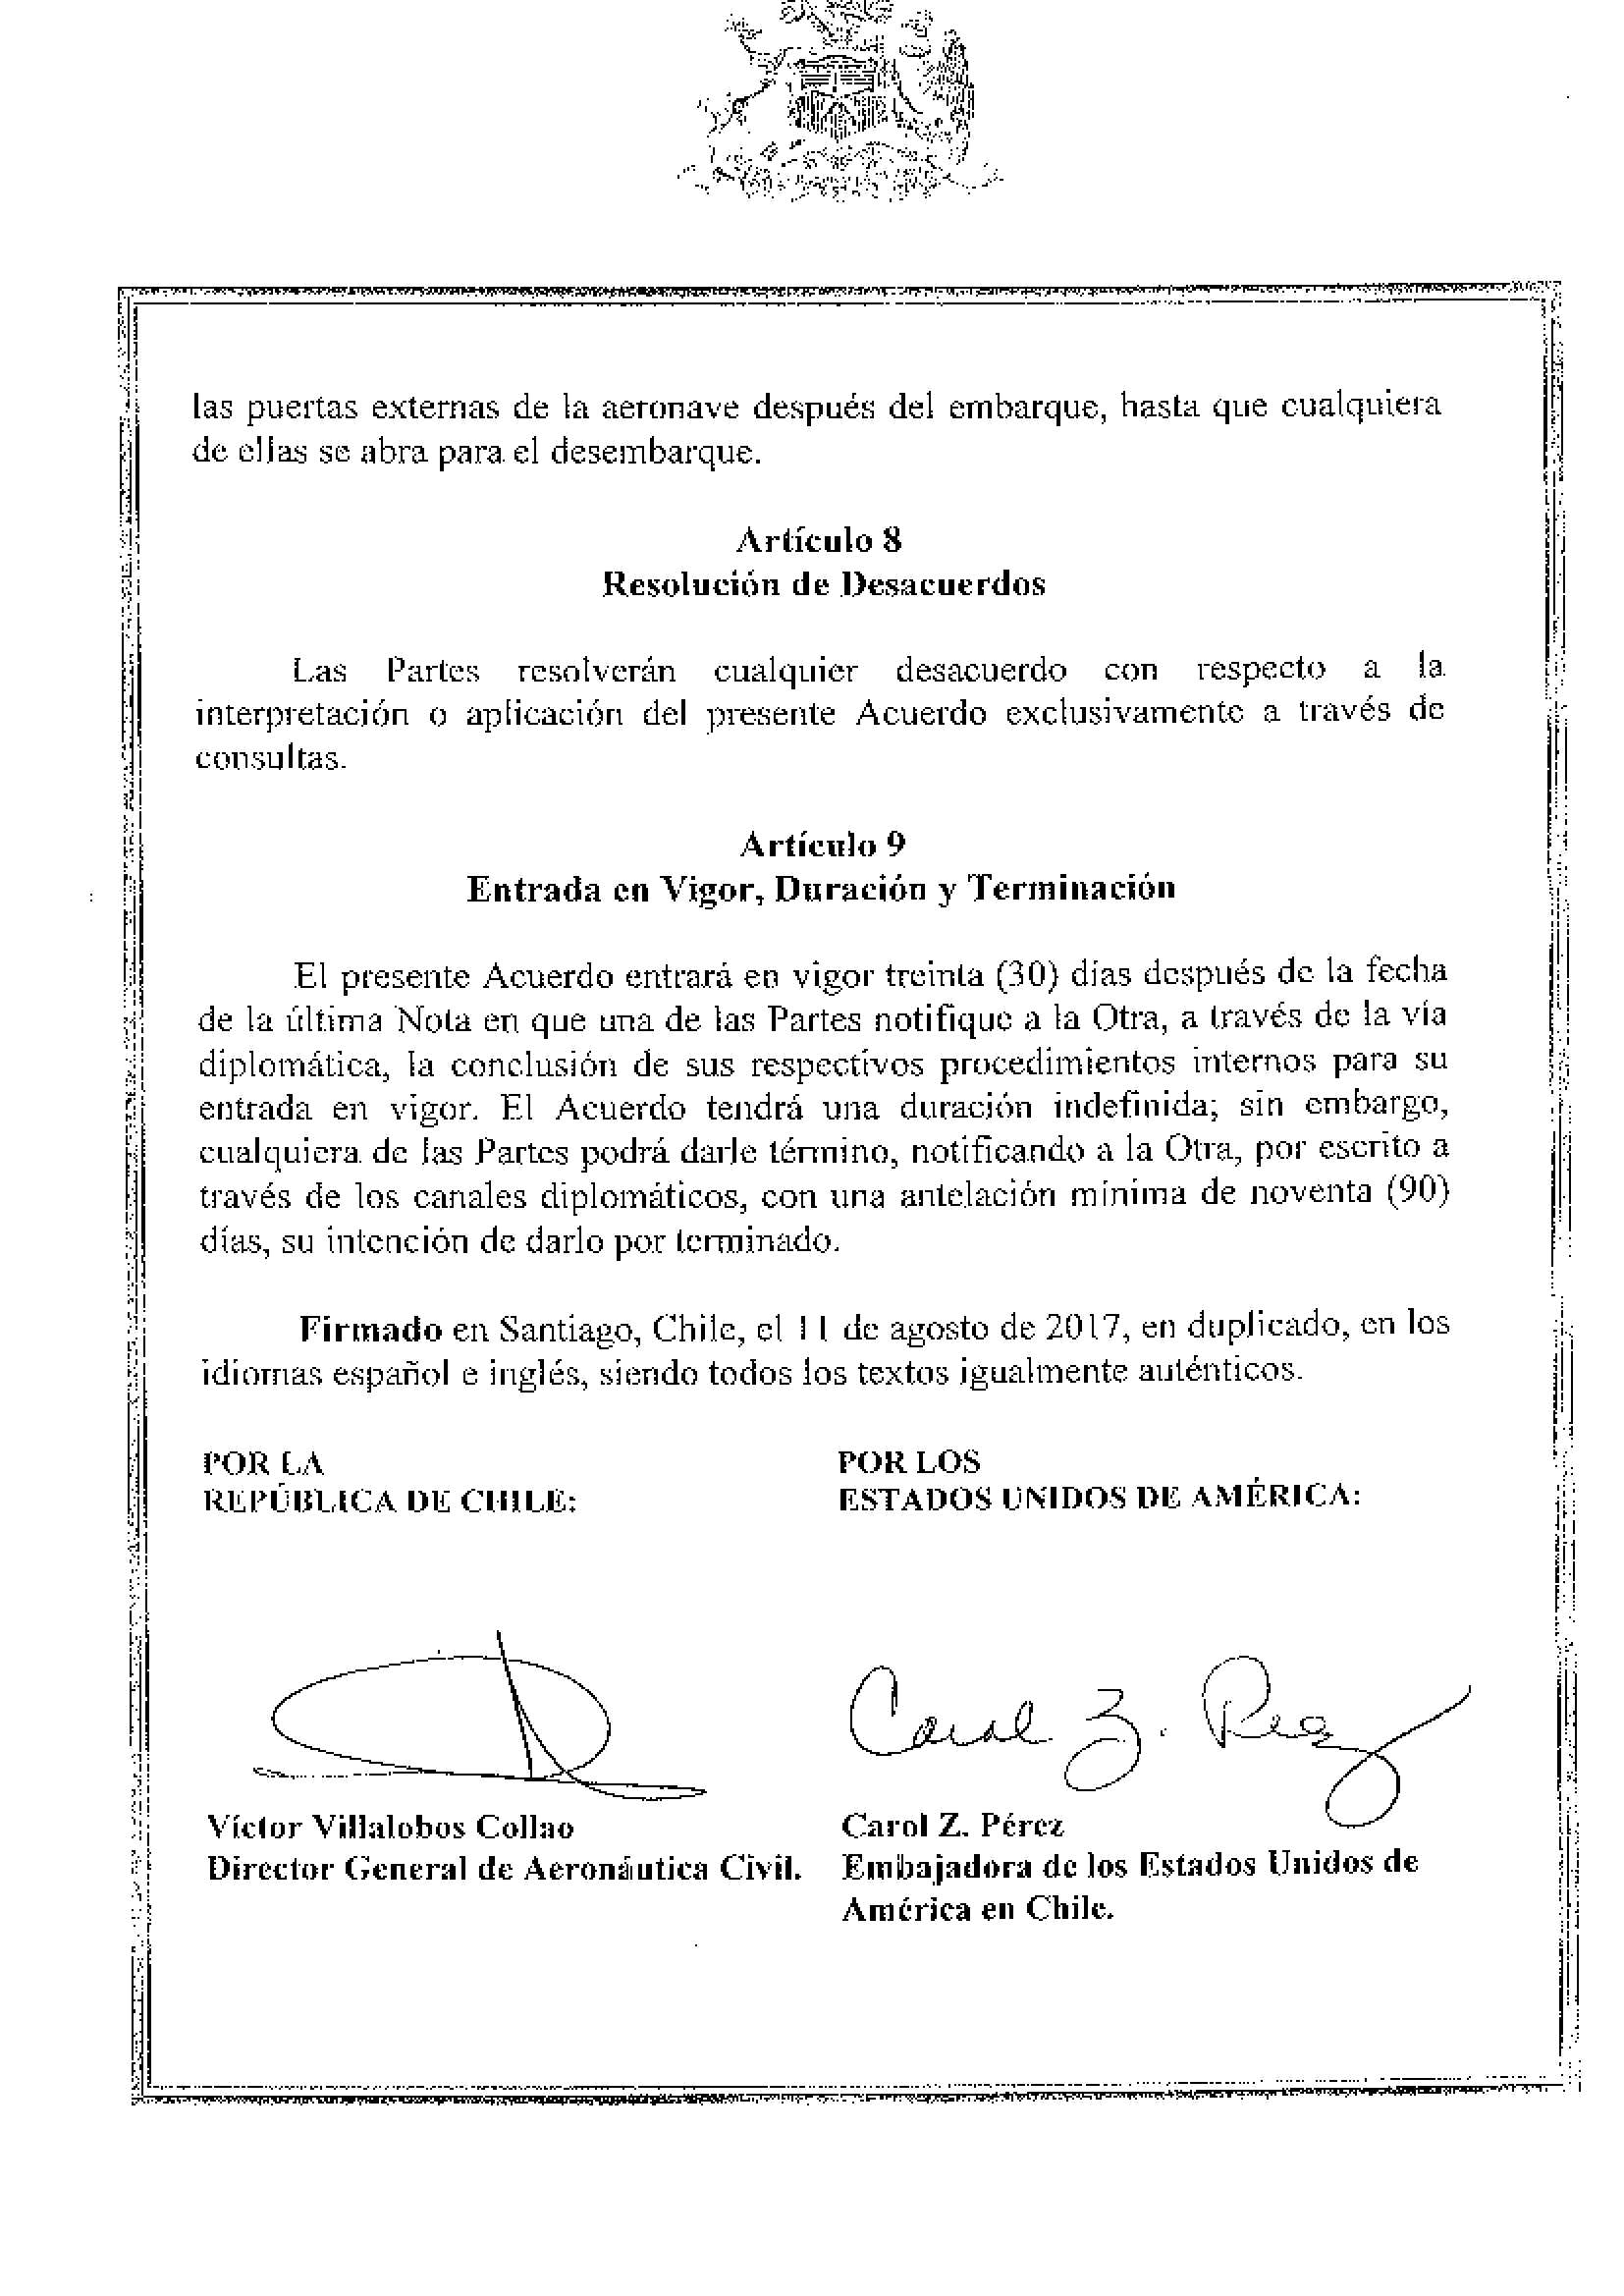 las puertas externas de la aeronave después del embarque, hasta que cualquiera
de ellas se abra para el desembarque.
Artículo 8
Resolución de Desacuerdos
Las Partes resolverán cualquier desacuerdo con respecto a la
interpretación o aplicación del presente Acuerdo exclusivamente a través de
consultas.
Artículo 9
Entrada en Vigor, Duración y Terminación
El presente Acuerdo entrará en vigor treinta (30) días después de la fecha
de la última Nota en que una de las Partes notifique a la Otra, a través de la vía
diplomática, la conclusión de sus respectivos procedimientos internos para su
entrada en vigor. El Acuerdo tendrá una duración indefinida; sin embargo,
cualquiera de las Partes podrá darle término, notificando a la Otra, por escrito a
través de los canales diplomáticos, con una antelación mínima de noventa (90)
días, su intención de darlo por terminado.
Firmado en Santiago, Chile, el 11 de agosto de 2017, en duplicado, en los
idiomas español e inglés, siendo todos los textos igualmente auténticos.
POR LA
REPÚBLICA DE CHILE:
POR LOS
ESTADOS UNIDOS DE AMÉRICA:
Carol Z. Perez
Víctor Villalobos Collao
Director General de Aeronáutica Civil.
Carol Z. Pérez
Embajadora de los Estados Unidos de
América en Chile.